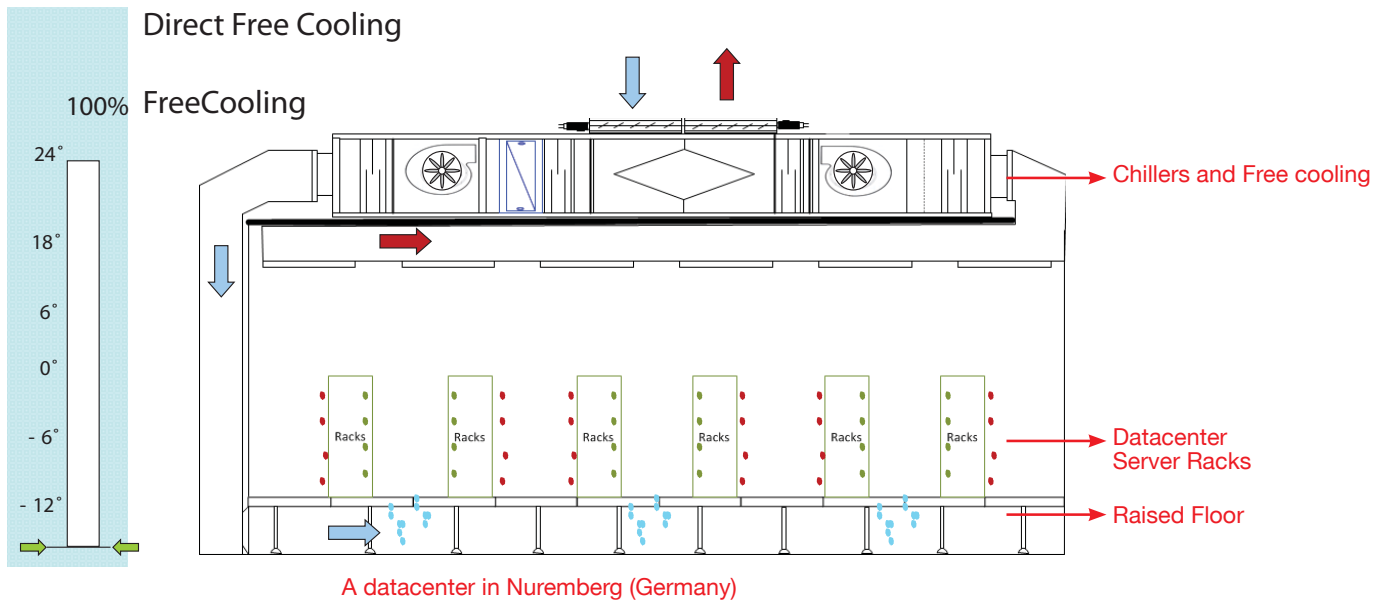 Direct Free Cooling
100% FreeCooling
24°
18°
6°
0°
- 6°
- 12°
Chillers and Free cooling
Racks
Racks
Racks
Racks
Racks
Racks
Datacenter
Server Racks
Raised Floor
A datacenter in Nuremberg (Germany)